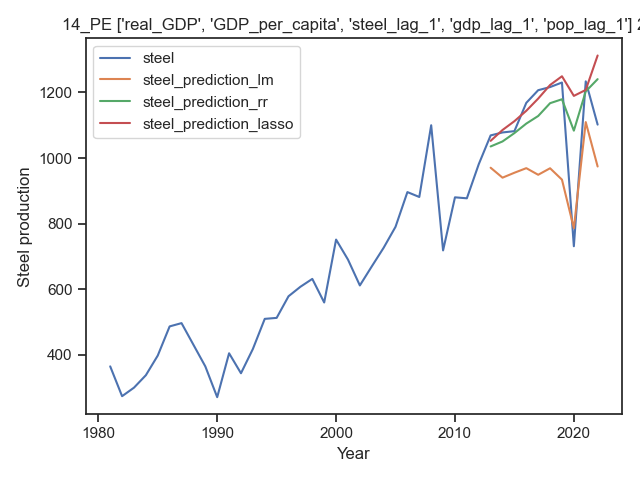 14_PE ['real_GDP', 'GDP_per_capita', 'steel_lag_1', 'gdp_lag_1', 'pop_lag_1']
steel
steel_prediction_lm
steel_prediction_rr
steel_prediction_lasso
Steel production
1200
1000
800
600
400
1980
1990
2000
2010
2020
Year